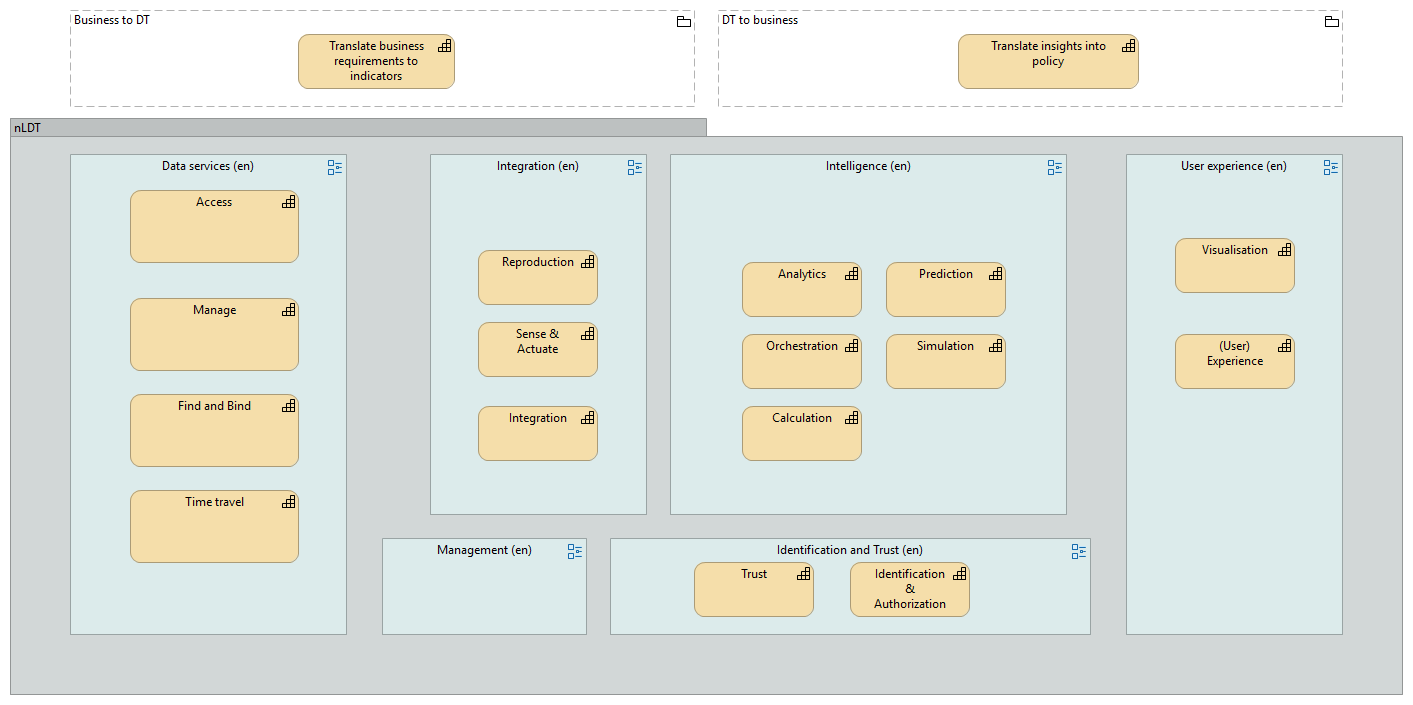 Business to DT
Translate business
requirements to
indicators
DT to business
Translate insights into
policy
nLDT
Data services (en)
Access
Manage
Find and Bind
Time travel
Integration (en)
Reproduction
Sense &
Actuate
Integration
Intelligence (en)
Analytics
Prediction
Orchestration
Simulation
Calculation
User experience (en)
Visualisation
(User)
Experience
Management (en)
Identification and Trust (en)
Trust
Identification
&
Authorization